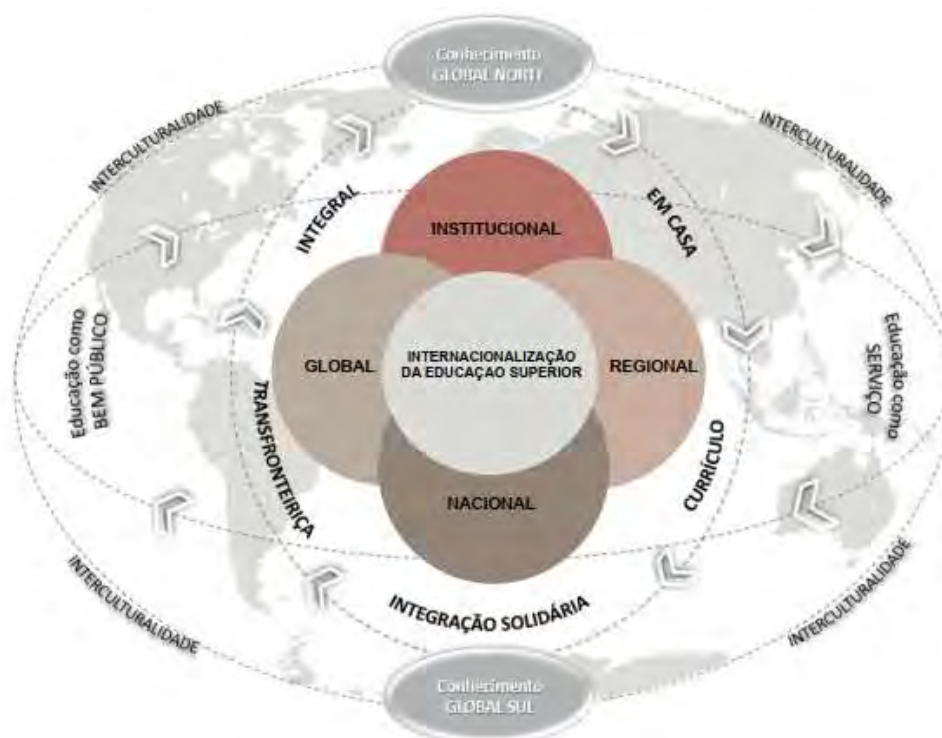 Conhecimento
GLOBAL NORTE
INTERCULTURALIDADE
INTERCULTURALIDADE
INTEGRAL
EM CASA
INSTITUCIONAL
Educação como
BEM PÚBLICO
GLOBAL
INTERNACIONALIZAÇÃO
DA EDUCAÇAO SUPERIOR
REGIONAL
Educação como
SERVIÇO
TRANSFRONTEIRIÇA
CURRÍCULO
NACIONAL
INTEGRAÇÃO SOLIDÁRIA
INTERCULTURALIDADE
INTERCULTURALIDADE
Conhecimento
GLOBAL SUL